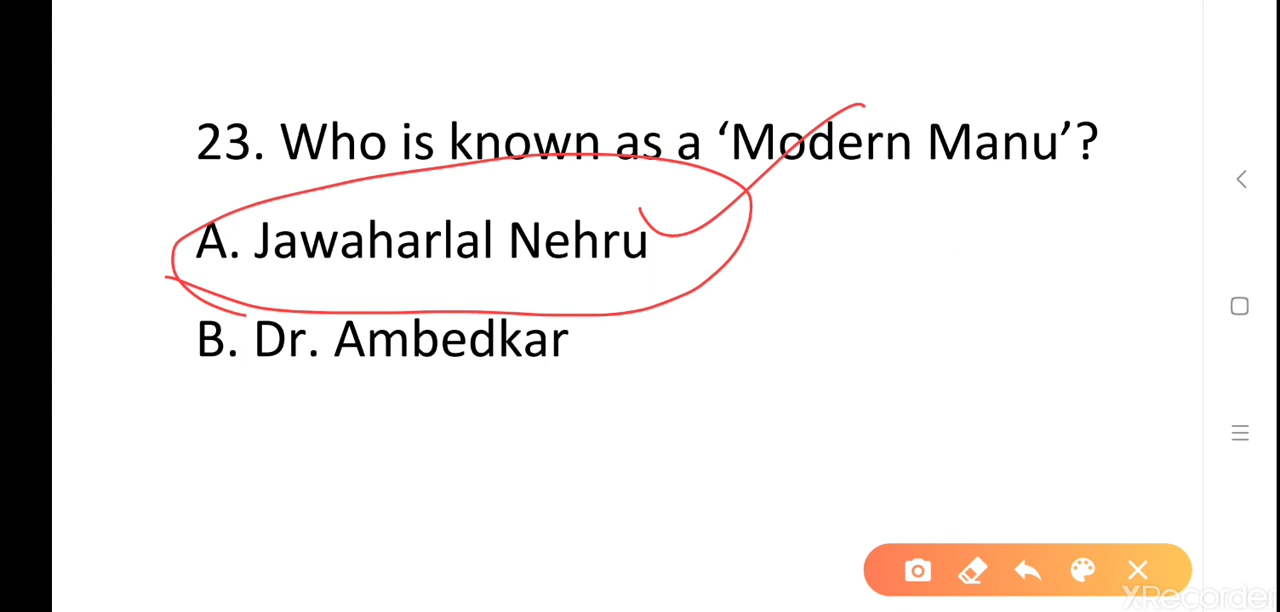 23. Who is known as a ‘Modern Manu’?
A. Jawaharlal Nehru
B. Dr. Ambedkar
XRecorder